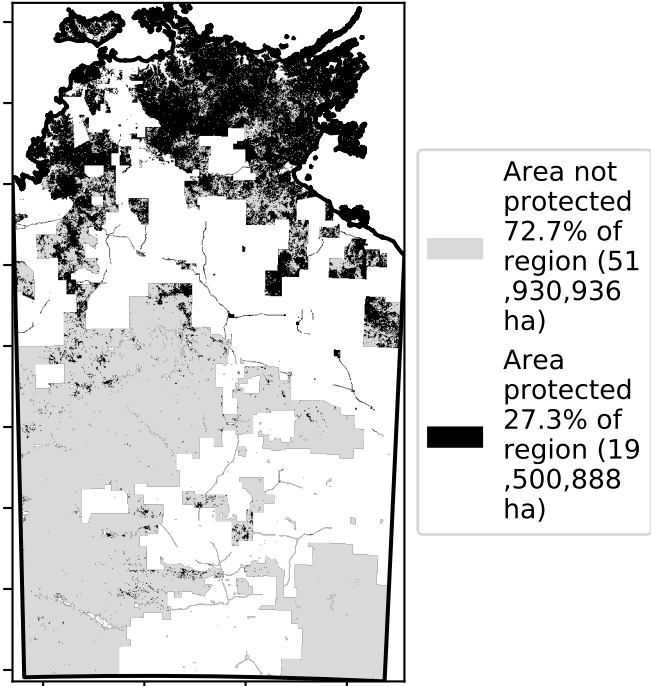 Area not
protected
72.7% of
region (51
,930,936
ha)
Area
protected
27.3% of
region (19
,500,888
ha)